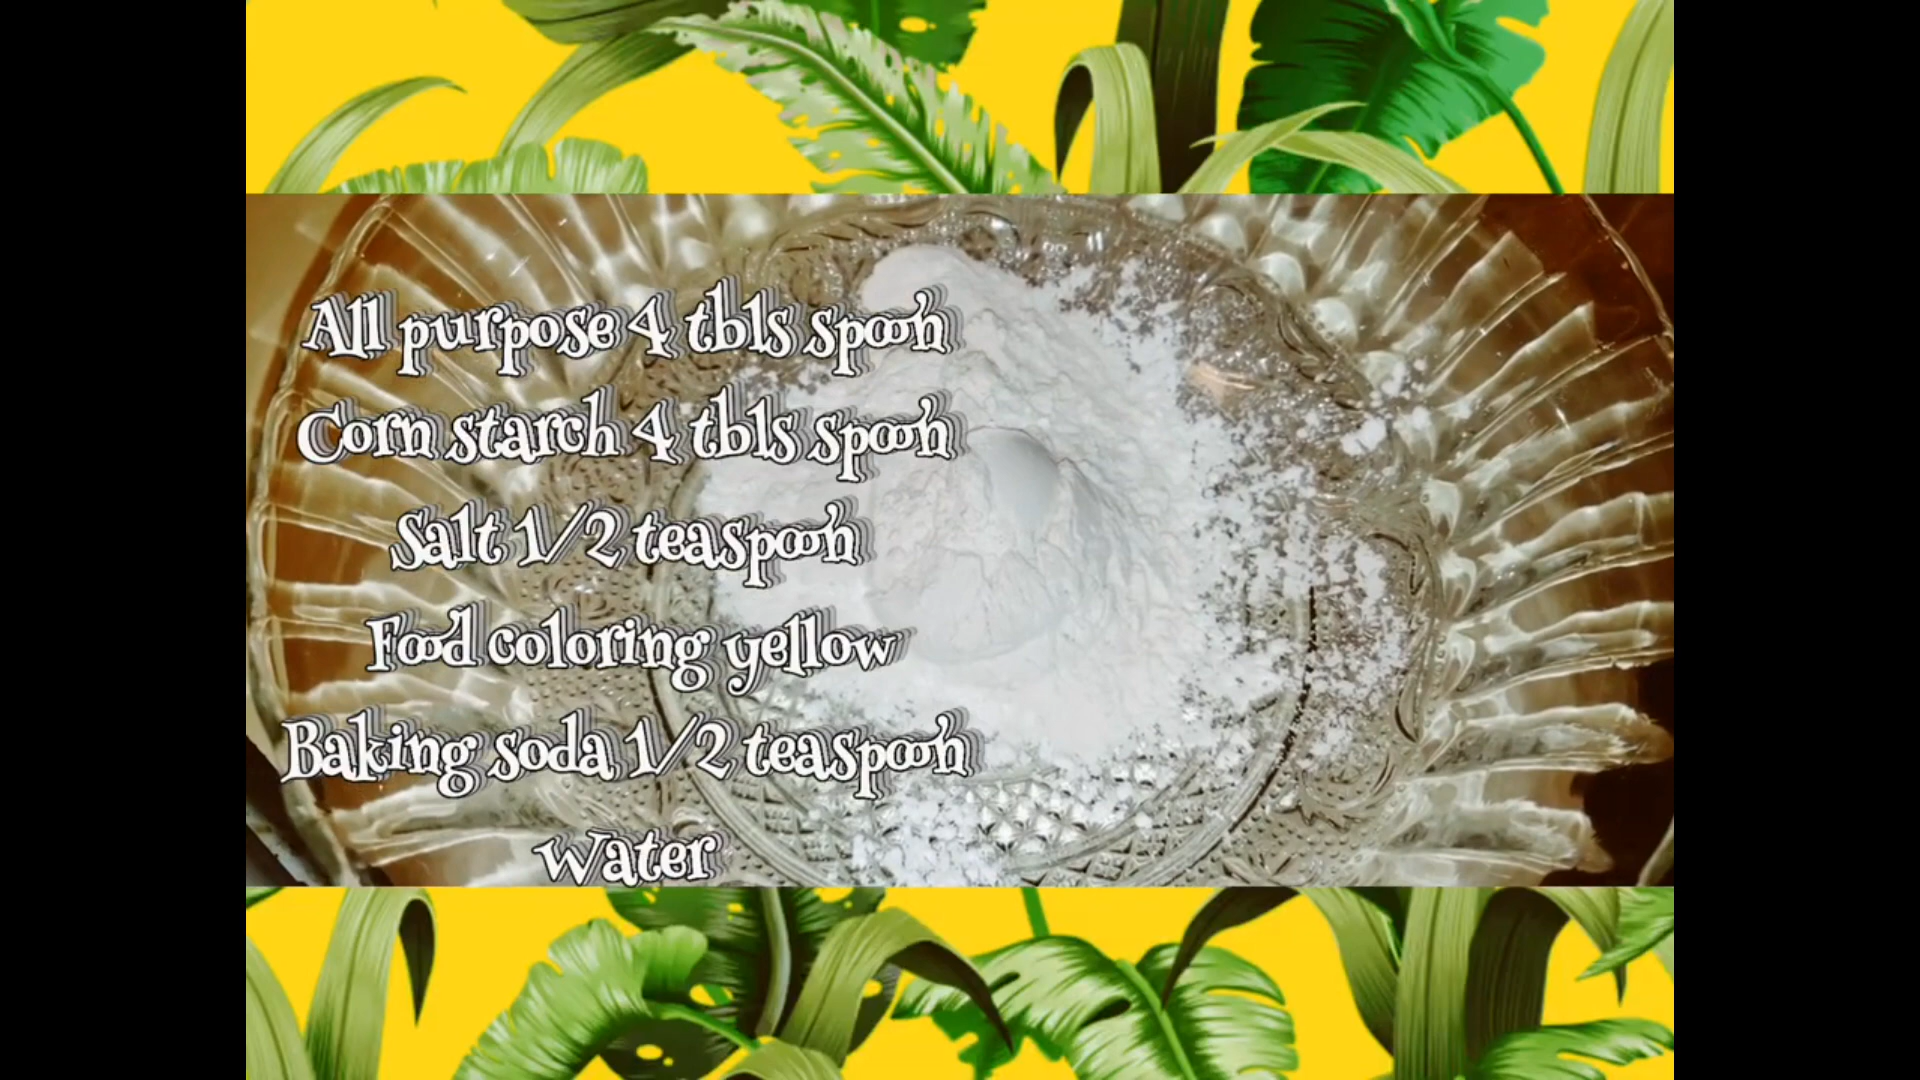 All purpose 4 tbls spoon
Corn starch 4 tbls spoon
Salt 1/2 teaspoon
Food coloring yellow
Baking soda 1/2 teaspoon
Water